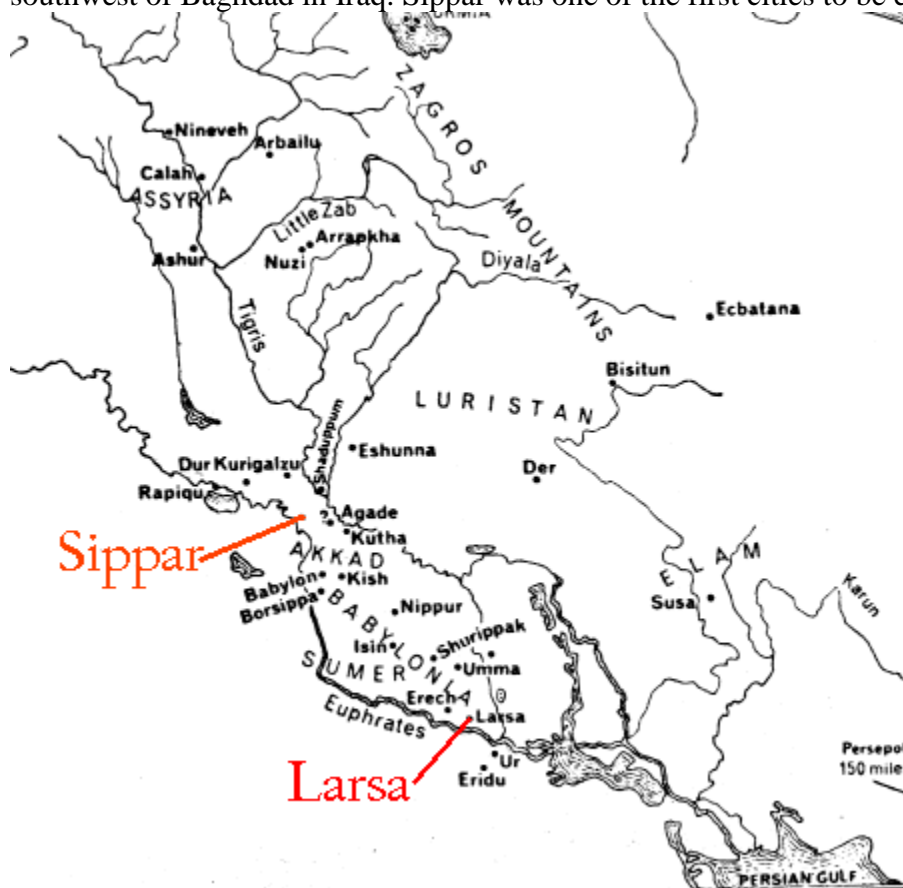 southwest of Baghdad in Iraq. Sippar was one of the first cities to be
URMIA
ZAGROS MOUNTAINS
Nineveh
Arbailu
Calah
ASSYRIA
Little Zab
Arrapkha
Nuzi
Ashur
Diyala
Tigris
Ecbatana
Bisitun
LURISTAN
Shaduppum
Eshunna
Der
Dur Kurigalzu
Rapiqu
? Agade
Kutha
Sippar
AKKAD
Babylon
Kish
Borsippa
BABYLONIA
Nippur
ELAM
Susa
Karun
Isin
Shurippak
SUMER
Umma
Erech
Larsa
Euphrates
Ur
Eridu
Larsa
Persepol
150 mile
PERSIAN GULF